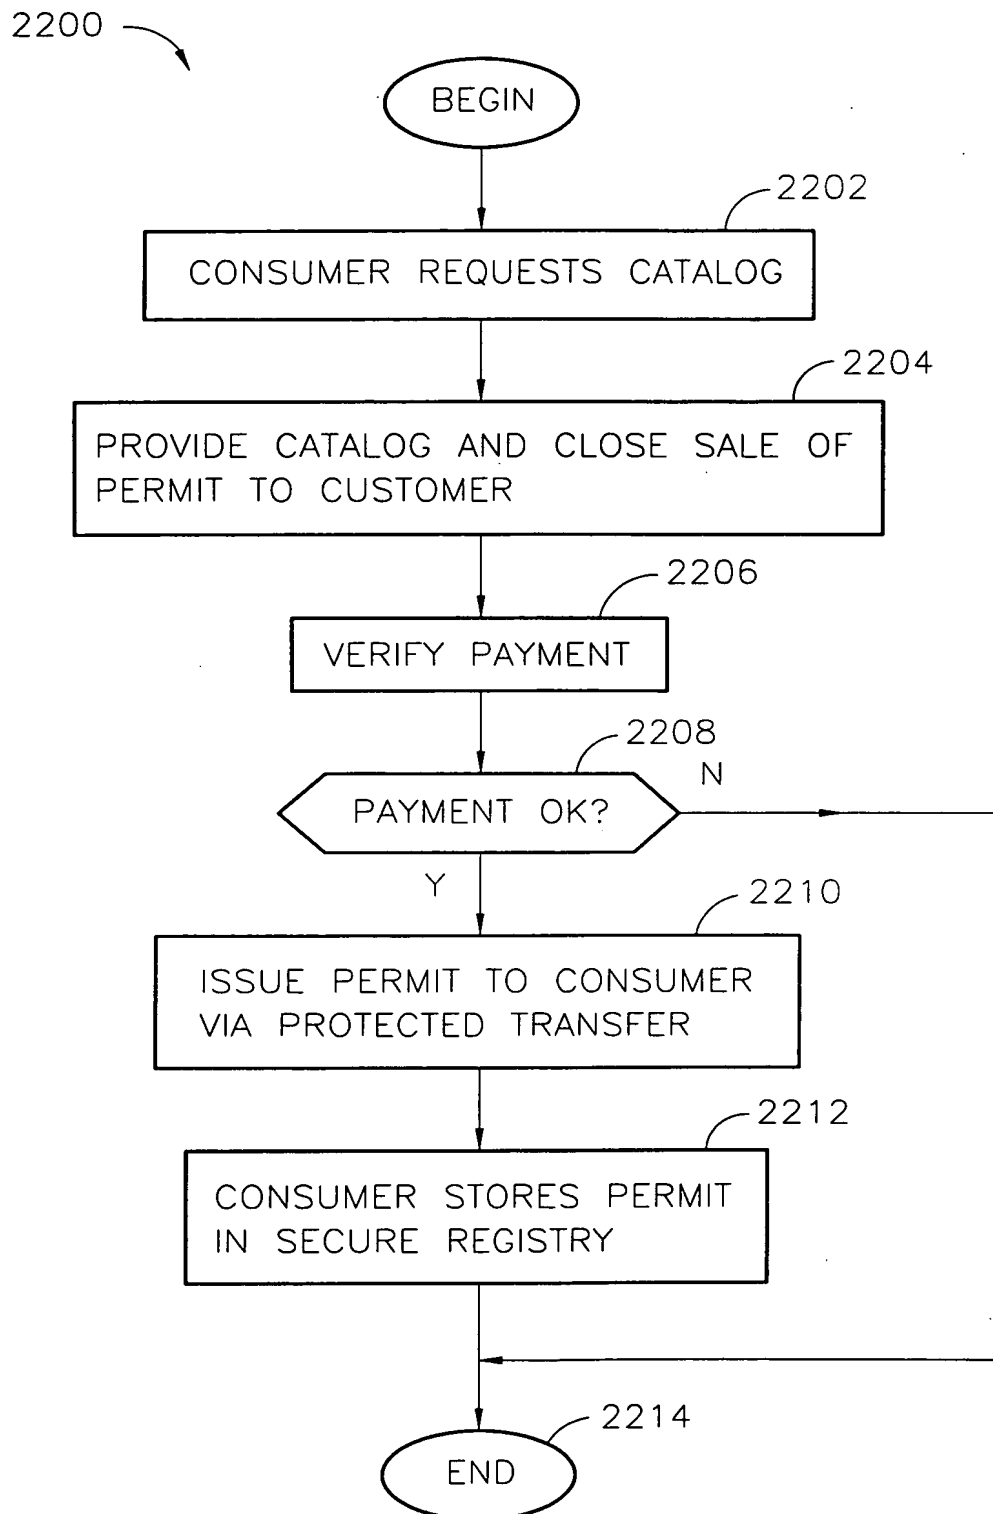 2200
BEGIN
2202
CONSUMER REQUESTS CATALOG
2204
PROVIDE CATALOG AND CLOSE SALE OF
PERMIT TO CUSTOMER
2206
VERIFY PAYMENT
2208
N
PAYMENT OK?
Y
2210
ISSUE PERMIT TO CONSUMER
VIA PROTECTED TRANSFER
2212
CONSUMER STORES PERMIT
IN SECURE REGISTRY
2214
END